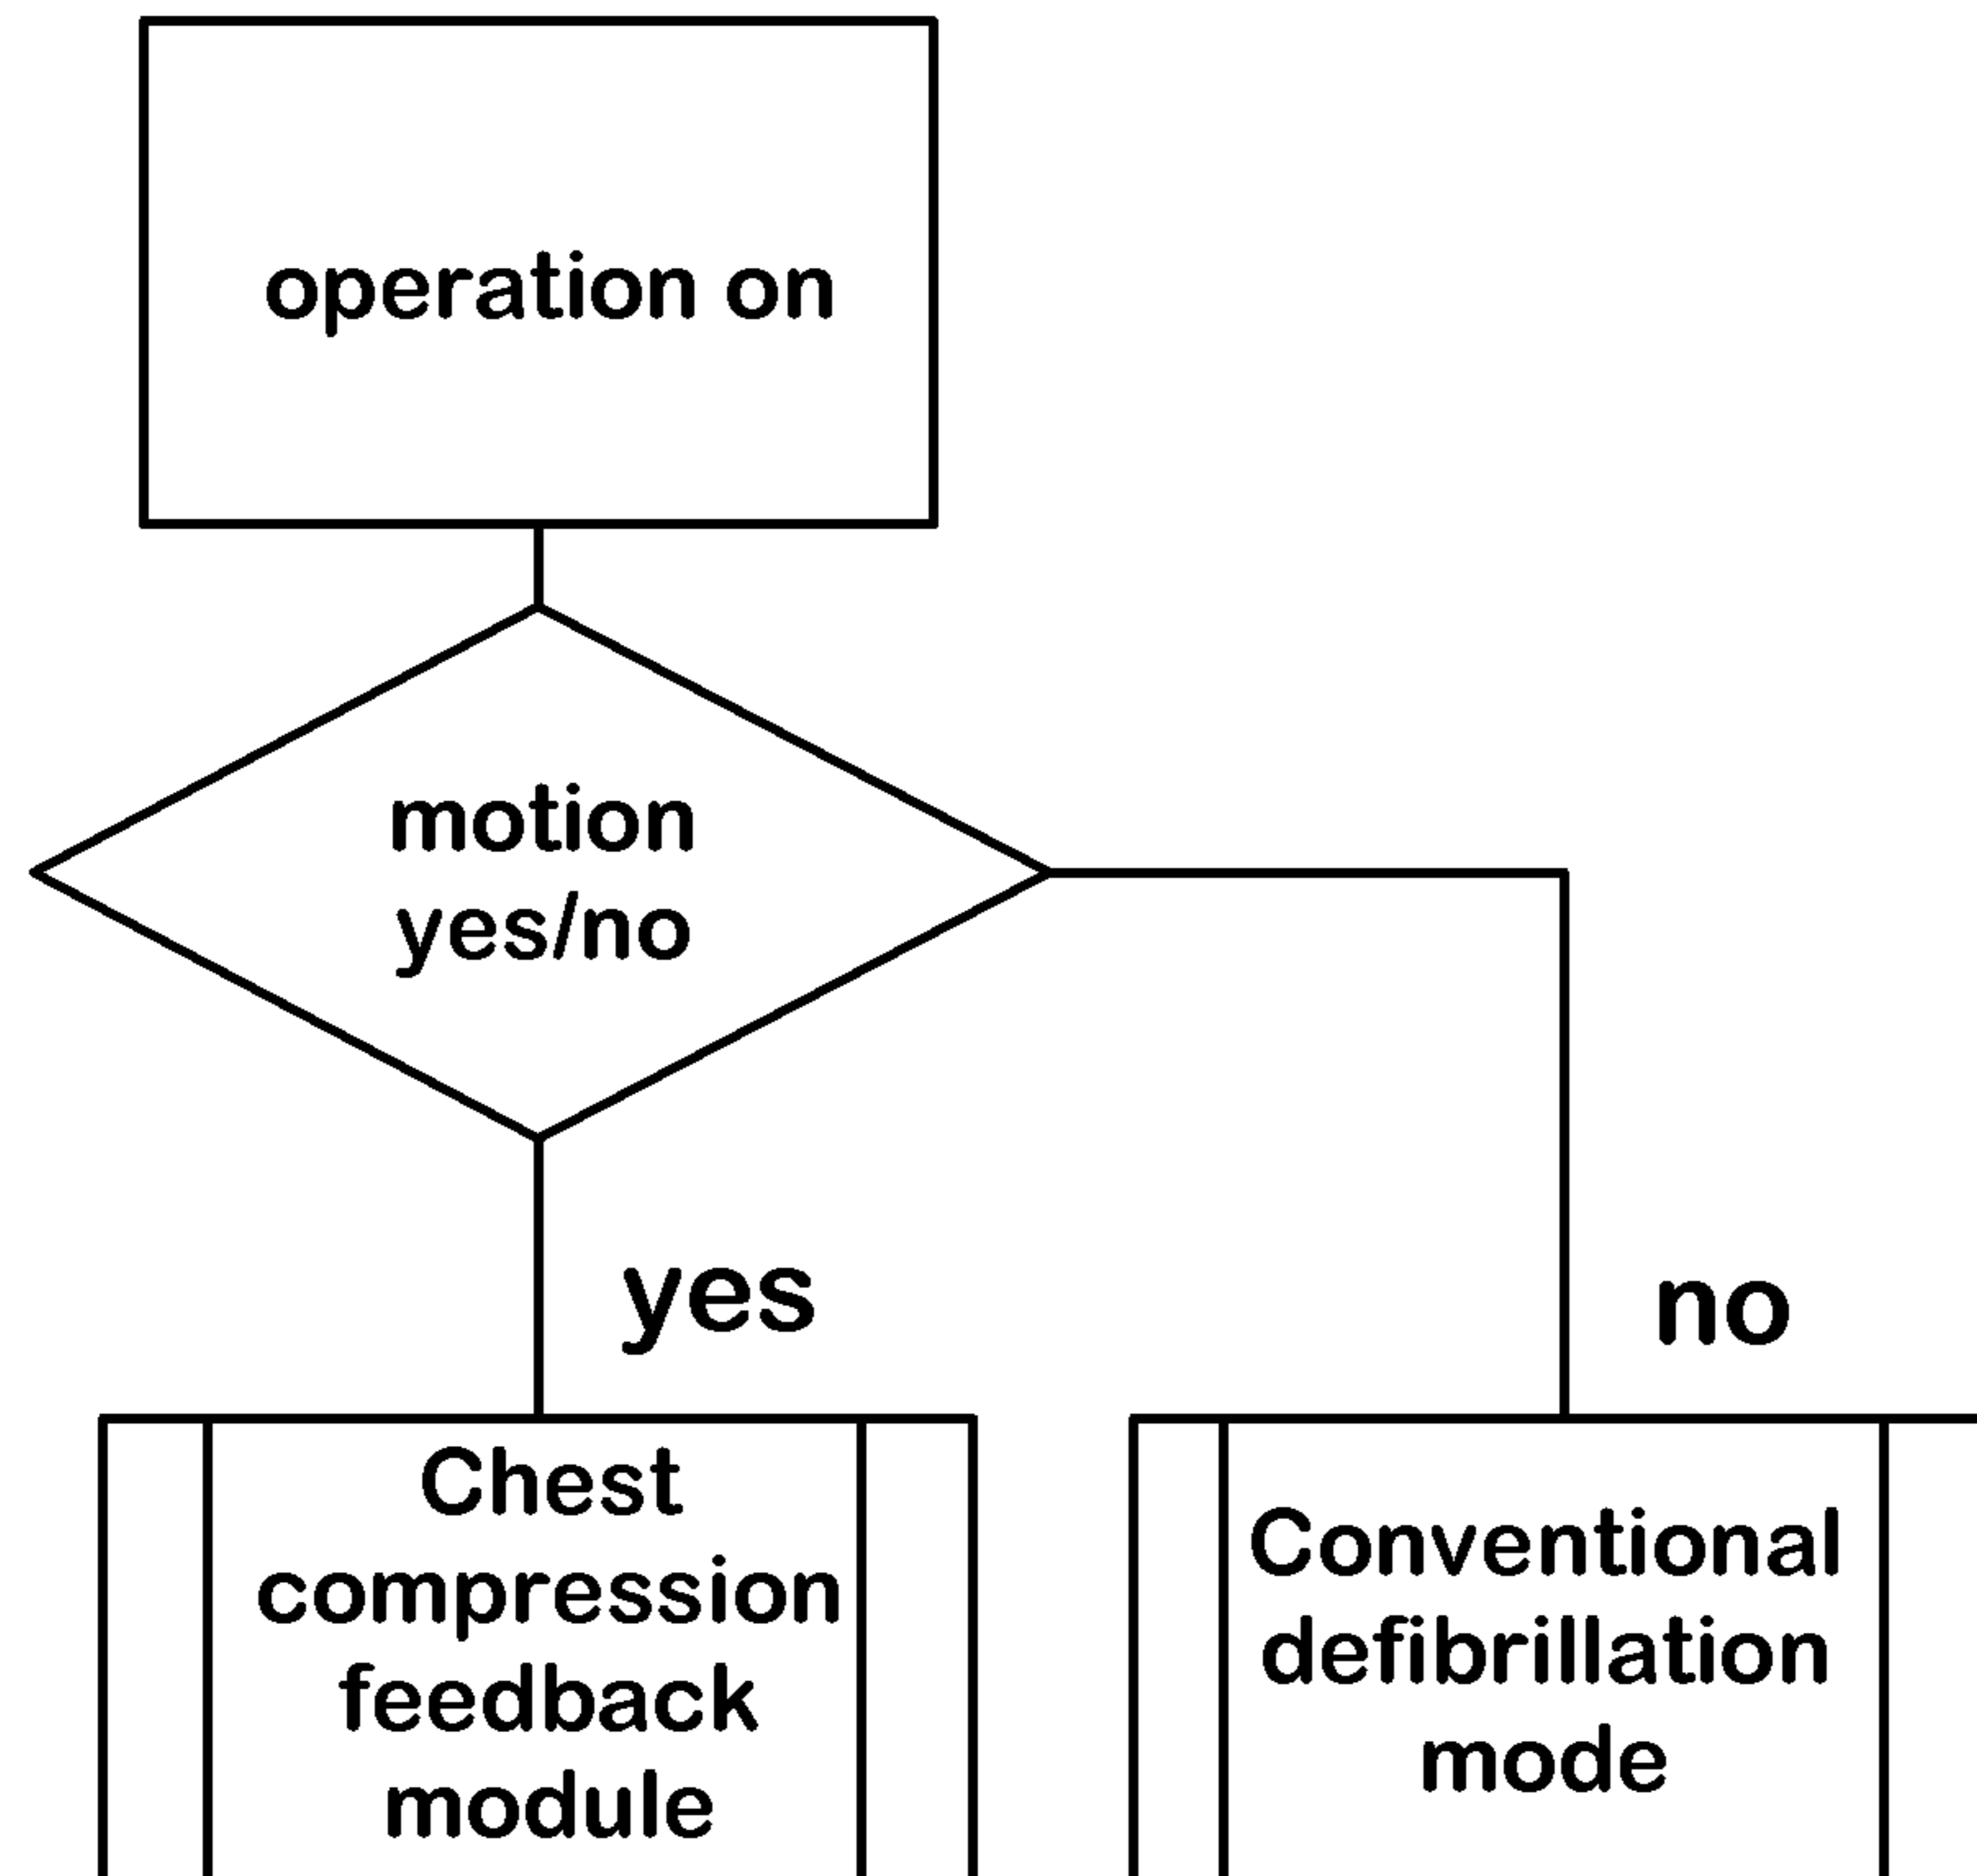 operation on
motion
yes/no
yes
no
Chest
compression
feedback
module
Conventional
defibrillation
mode